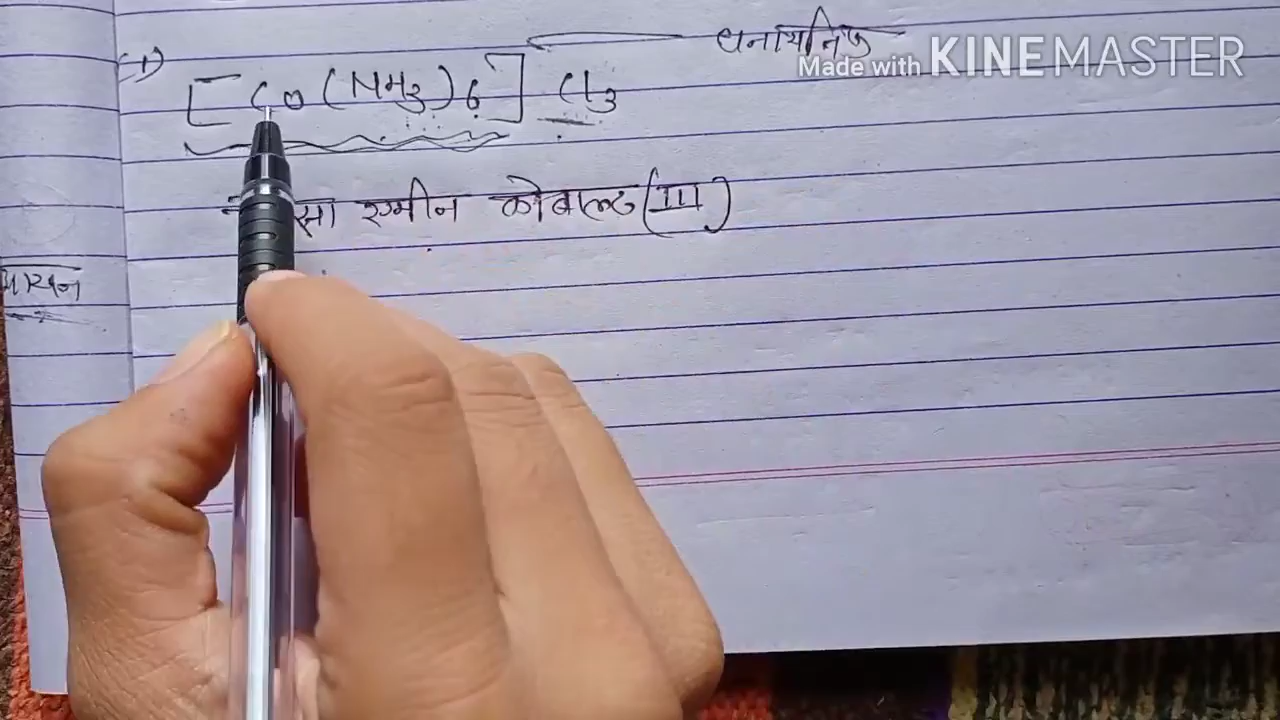 धनायनिक
Made with KINEMASTER
(1) [Co(NH3)6] Cl3
सा एमीन कोबाल्ट (III)